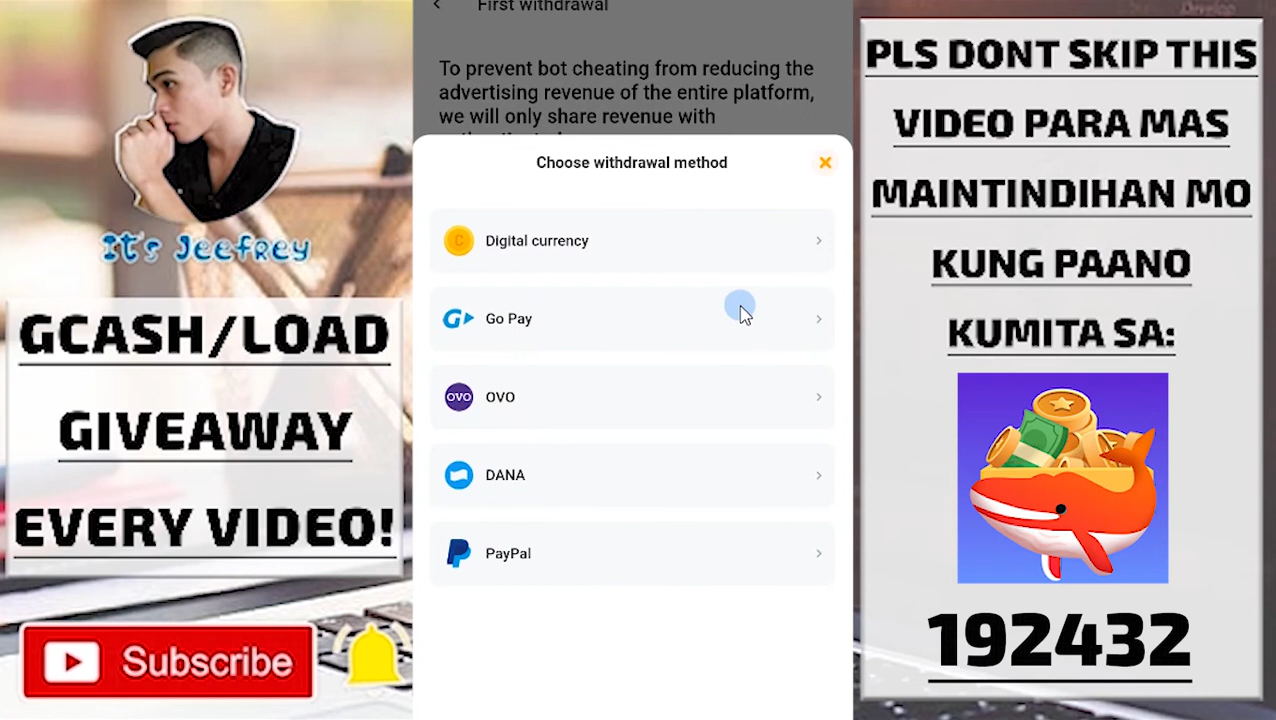 It's Jeefrey
GCASH/LOAD
GIVEAWAY
EVERY VIDEO!
Subscribe
First withdrawal
To prevent bot cheating from reducing the
advertising revenue of the entire platform,
we will only share revenue with
Choose withdrawal method
C
Digital currency
G
Go Pay
OVO
OVO
DANA
PayPal
Develop
PLS DONT SKIP THIS
VIDEO PARA MAS
MAINTINDIHAN MO
KUNG PAANO
KUMITA SA:
192432